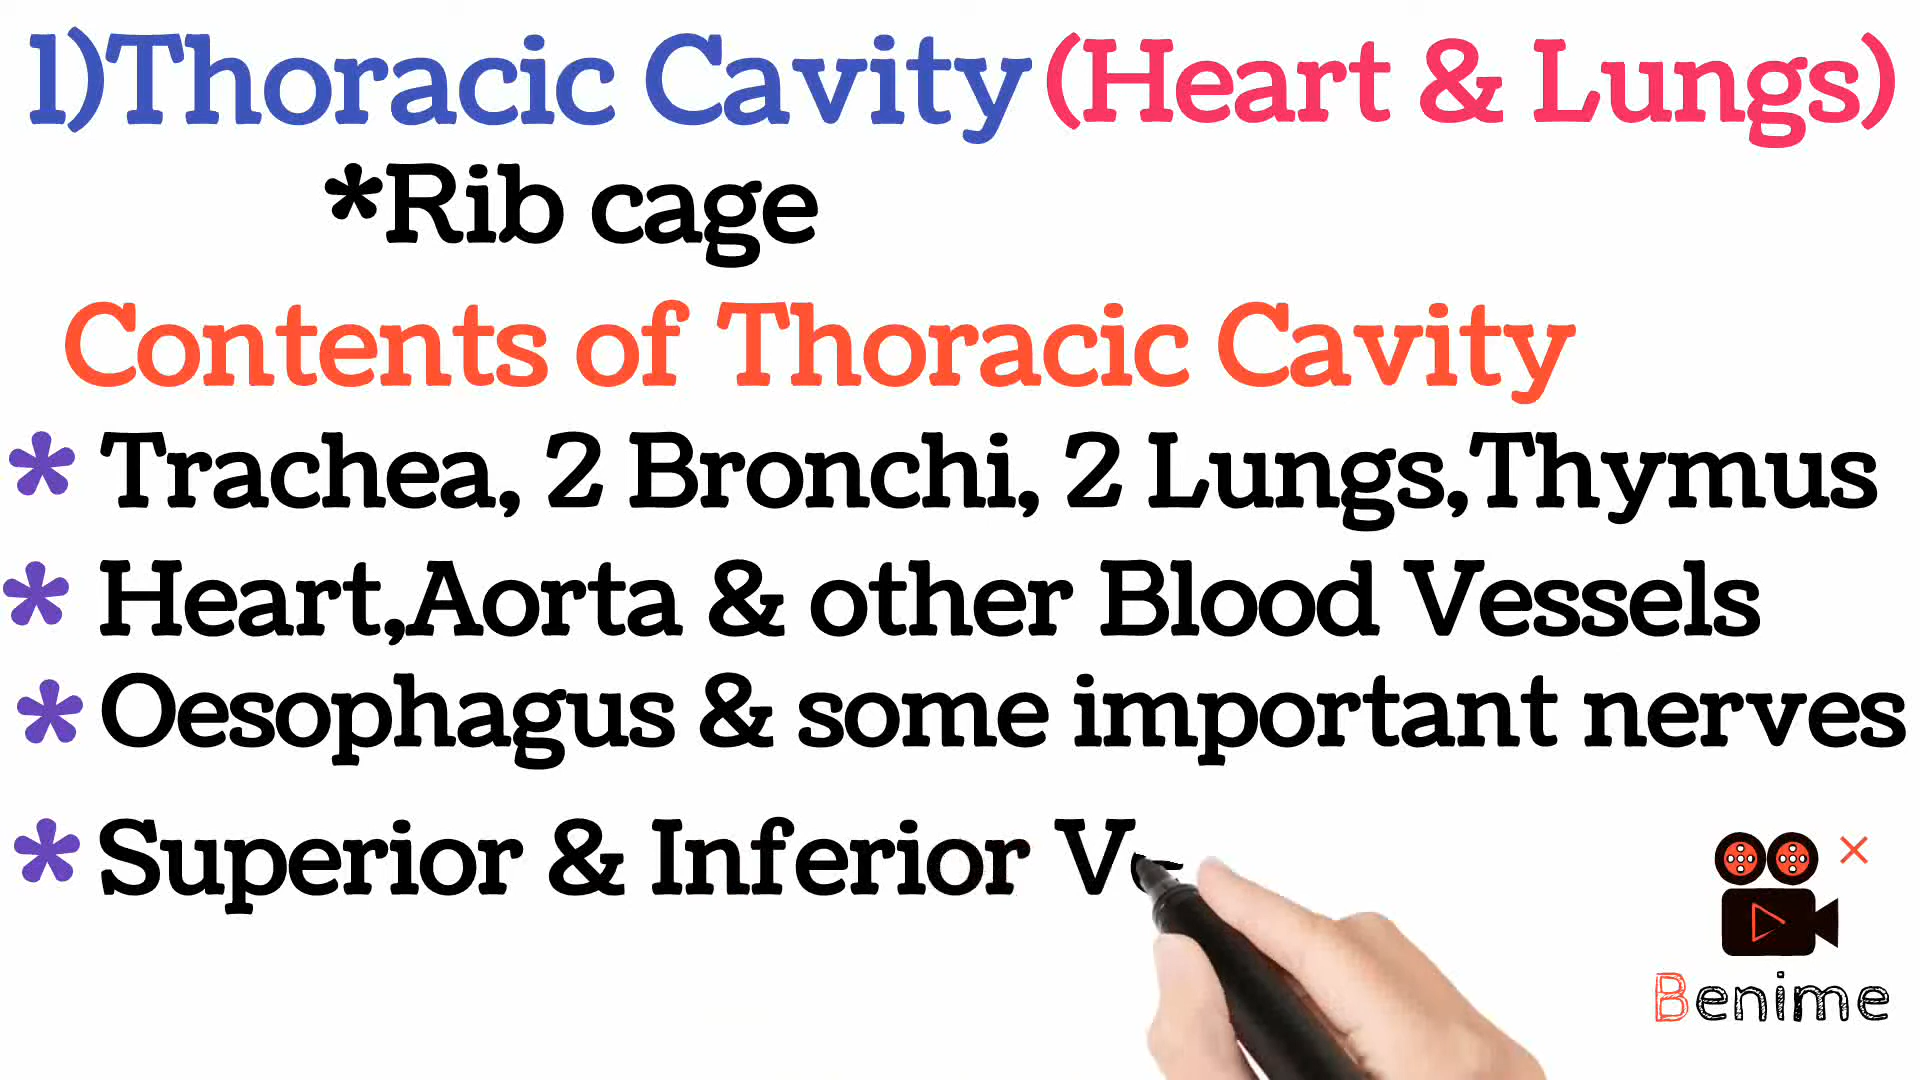 1)Thoracic Cavity (Heart & Lungs)
*Rib cage
Contents of Thoracic Cavity
* Trachea, 2 Bronchi, 2 Lungs,Thymus
* Heart,Aorta & other Blood Vessels
* Oesophagus & some important nerves
* Superior & Inferior
Benime